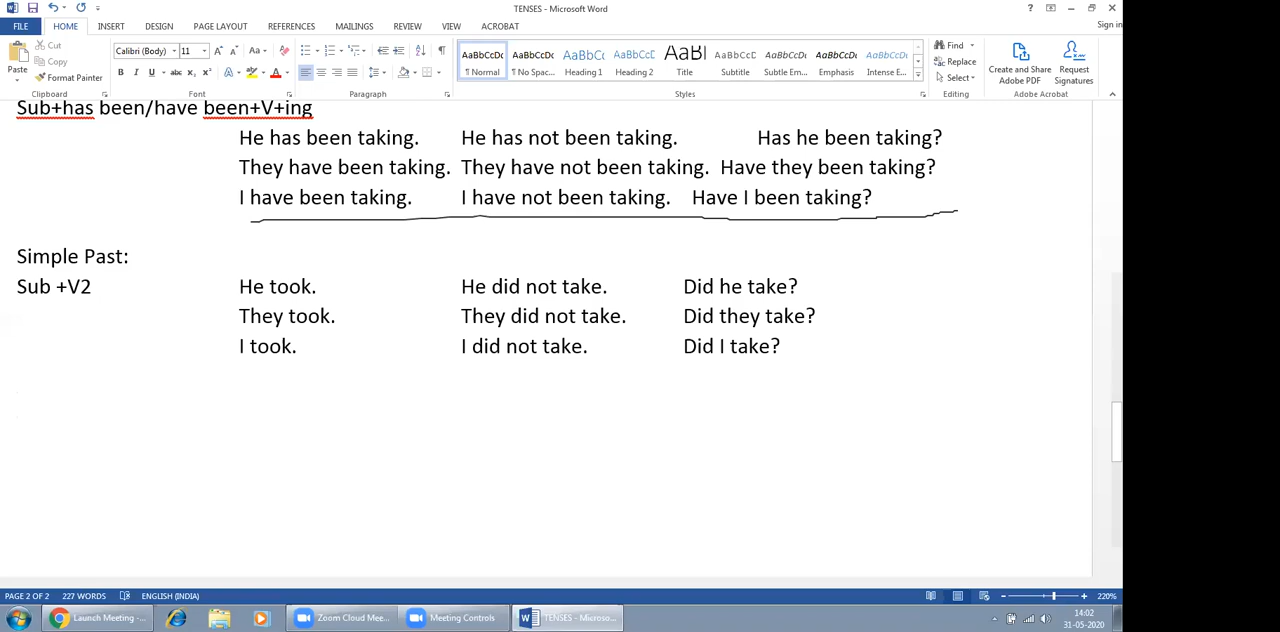 TENSES - Microsoft Word
Sign in
FILE HOME INSERT DESIGN PAGE LAYOUT REFERENCES MAILINGS REVIEW VIEW ACROBAT
Paste
Cut
Copy
Format Painter
Clipboard
Calibri (Body) 11
Font
Paragraph
AaBbCcDc AaBbCcDc AaBbCc AaBbCcC AaBl AaBbCcD AaBbCcDc AaBbCcDc AaBbCcDc
¶ Normal ¶ No Spac... Heading 1 Heading 2 Title Subtitle Subtle Em... Emphasis Intense E...
Styles
Find
Replace
Select
Editing
Create and Share Adobe PDF
Request Signatures
Adobe Acrobat
Sub+has been/have been+V+ing
He has been taking. He has not been taking. Has he been taking?
They have been taking. They have not been taking. Have they been taking?
I have been taking. I have not been taking. Have I been taking?
Simple Past:
Sub +V2 He took. He did not take. Did he take?
They took. They did not take. Did they take?
I took. I did not take. Did I take?
PAGE 2 OF 2 227 WORDS ENGLISH (INDIA) 220%
Launch Meeting -... Zoom Cloud Mee... Meeting Controls TENSES - Microso...
14:02
31-05-2020